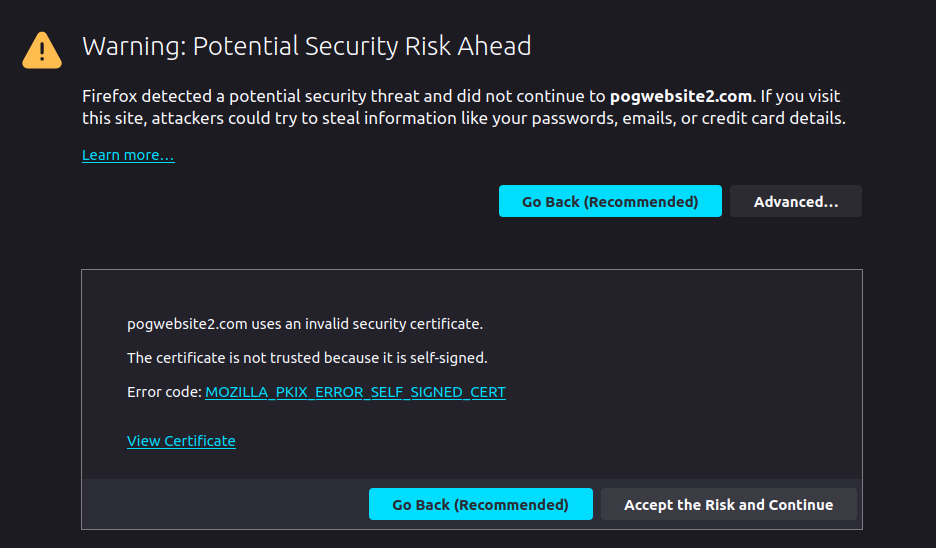 Warning: Potential Security Risk Ahead
Firefox detected a potential security threat and did not continue to pogwebsite2.com. If you visit
this site, attackers could try to steal information like your passwords, emails, or credit card details.
Learn more…
Go Back (Recommended) Advanced…
pogwebsite2.com uses an invalid security certificate.
The certificate is not trusted because it is self-signed.
Error code: MOZILLA_PKIX_ERROR_SELF_SIGNED_CERT
View Certificate
Go Back (Recommended) Accept the Risk and Continue